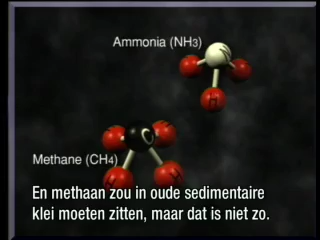 Ammonia (NH3)
H
C
H
H
Methane (CH4)
En methaan zou in oude sedimentaire
klei moeten zitten, maar dat is niet zo.